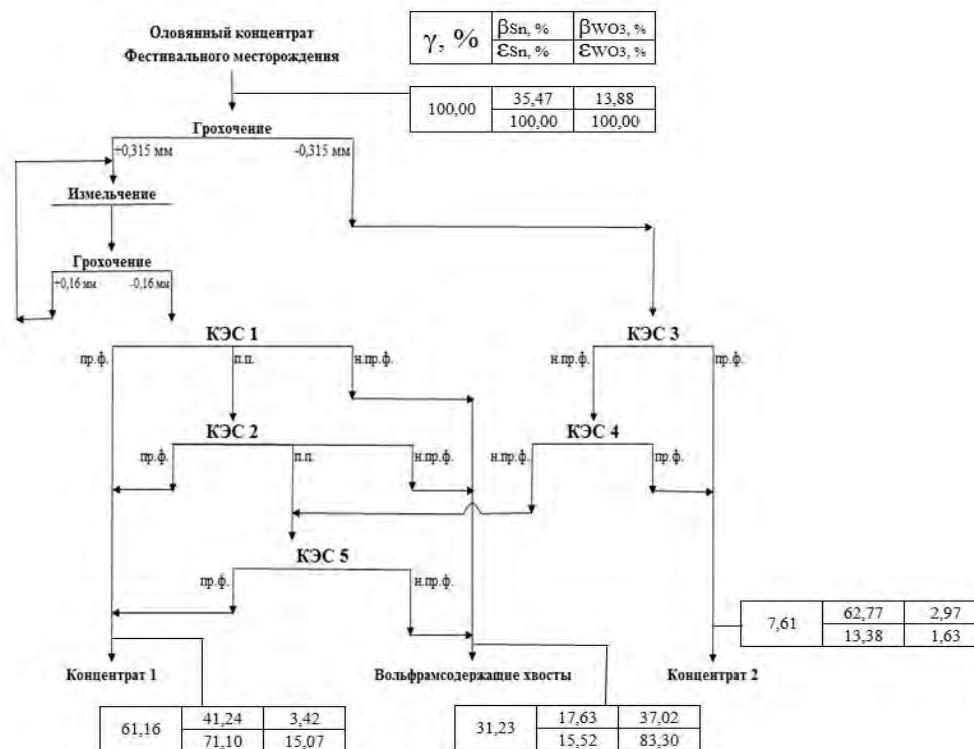 Оловянный концентрат
Фестивального месторождения
γ, %
βSn, % βWO3, %
εSn, % εWO3, %
100,00
35,47 13,88
100,00 100,00
Грохочение
+0,315 мм -0,315 мм
Измельчение
Грохочение
+0,16 мм -0,16 мм
КЭС 1 КЭС 3
пр.ф. п.п. н.пр.ф. н.пр.ф. пр.ф.
КЭС 2 КЭС 4
пр.ф. п.п. н.пр.ф. н.пр.ф. пр.ф.
КЭС 5
пр.ф. н.пр.ф.
7,61
62,77 2,97
13,38 1,63
Концентрат 1 Вольфрамсодержащие хвосты Концентрат 2
61,16
41,24 3,42
71,10 15,07
31,23
17,63 37,02
15,52 83,30